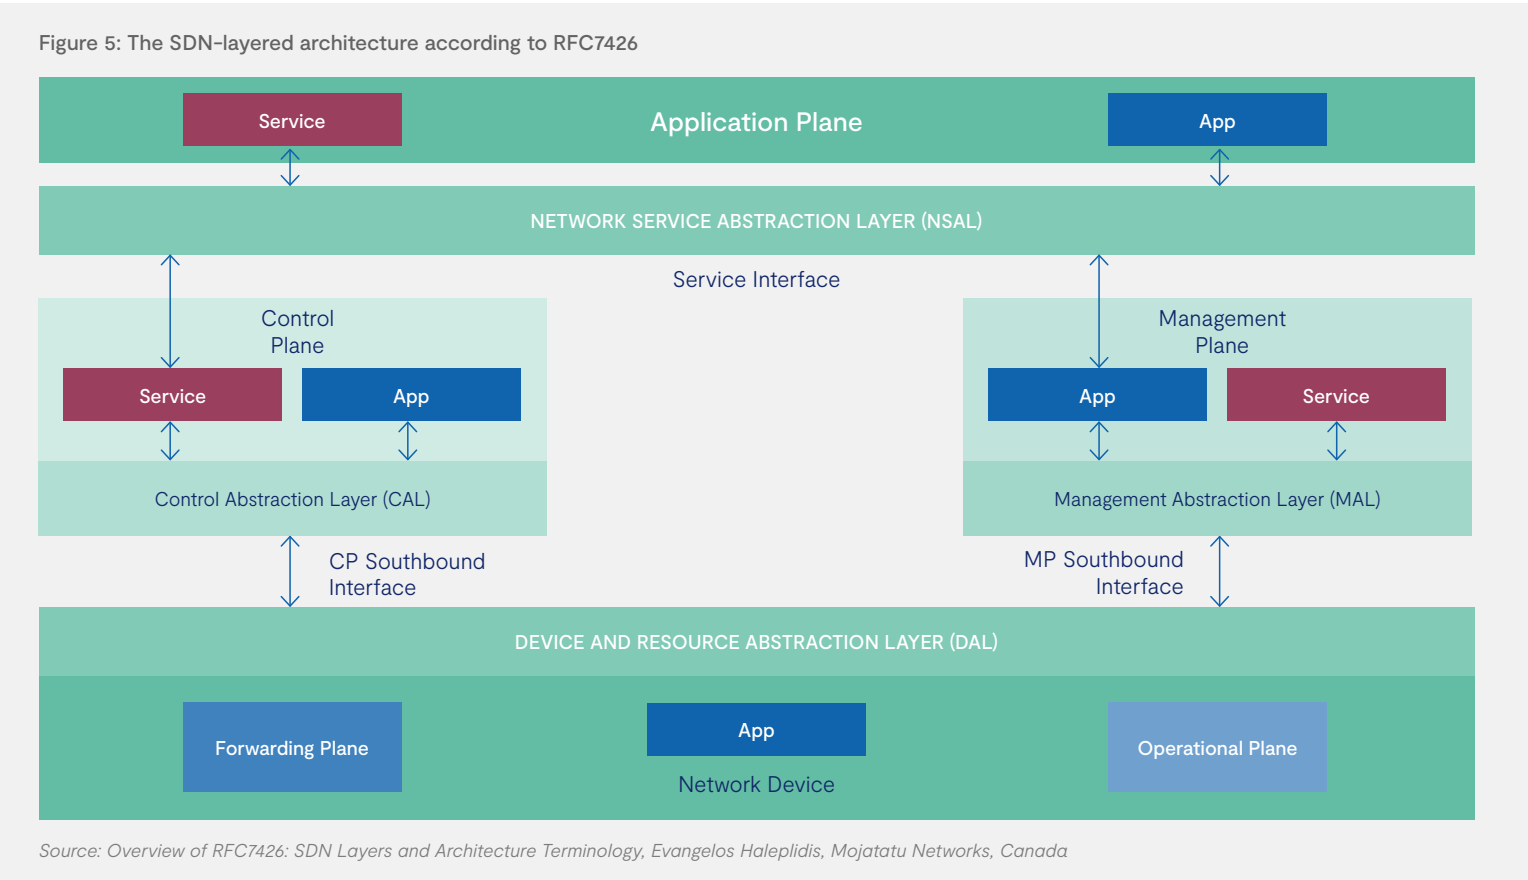 Figure 5: The SDN-layered architecture according to RFC7426
Service
Application Plane
App
NETWORK SERVICE ABSTRACTION LAYER (NSAL)
Service Interface
Control
Plane
Management
Plane
Service
App
App
Service
Control Abstraction Layer (CAL)
Management Abstraction Layer (MAL)
CP Southbound
Interface
MP Southbound
Interface
DEVICE AND RESOURCE ABSTRACTION LAYER (DAL)
Forwarding Plane
App
Operational Plane
Network Device
Source: Overview of RFC7426: SDN Layers and Architecture Terminology, Evangelos Haleplidis, Mojatatu Networks, Canada